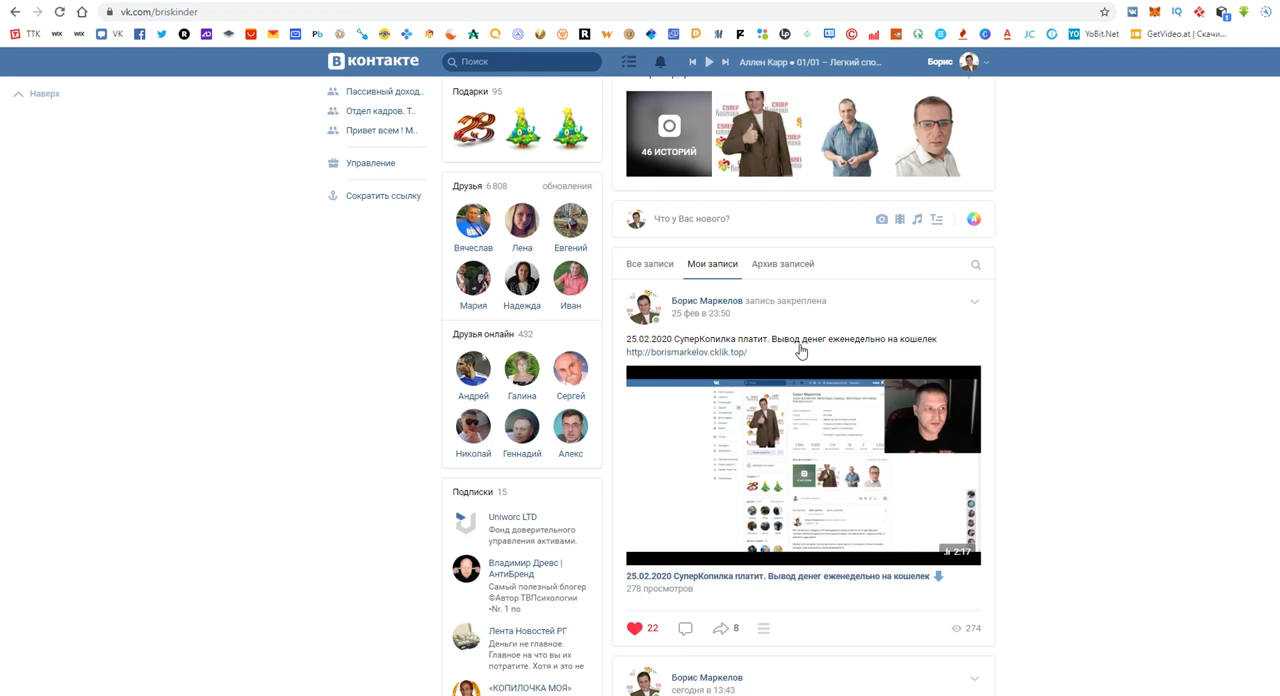 vk.com/briskinder
ТТК
VK
YoBit.Net
GetVideo.at | Скачи...
В контакте
Поиск
Аллен Карр • 01/01 – Легкий спо...
Борис
Наверх
Пассивный доход..
Отдел кадров. Т..
Привет всем ! М..
Управление
Сократить ссылку
Подарки 95
Друзья 6 808
обновления
Вячеслав
Лена
Евгений
Мария
Надежда
Иван
Друзья онлайн 432
Андрей
Галина
Сергей
Николай
Геннадий
Алекс
Подписки 15
Uniworc LTD
Фонд доверительного
управления активами.
Владимир Древс |
АнтиБренд
Самый полезный блогер
©Автор ТВПсихологии
•Nr. 1 по
Лента Новостей РГ
Деньги не главное.
Главное на что вы их
потратите. Хотя и это не
«КОПИЛОЧКА МОЯ»
46 ИСТОРИЙ
Что у Вас нового?
Все записи
Мои записи
Архив записей
Борис Маркелов запись закреплена
25 фев в 23:50
25.02.2020 СуперКопилка платит. Вывод денег еженедельно на кошелек
http://borismarkelov.cklik.top/
2:17
25.02.2020 СуперКопилка платит. Вывод денег еженедельно на кошелек
278 просмотров
22
8
274
Борис Маркелов
сегодня в 13:43